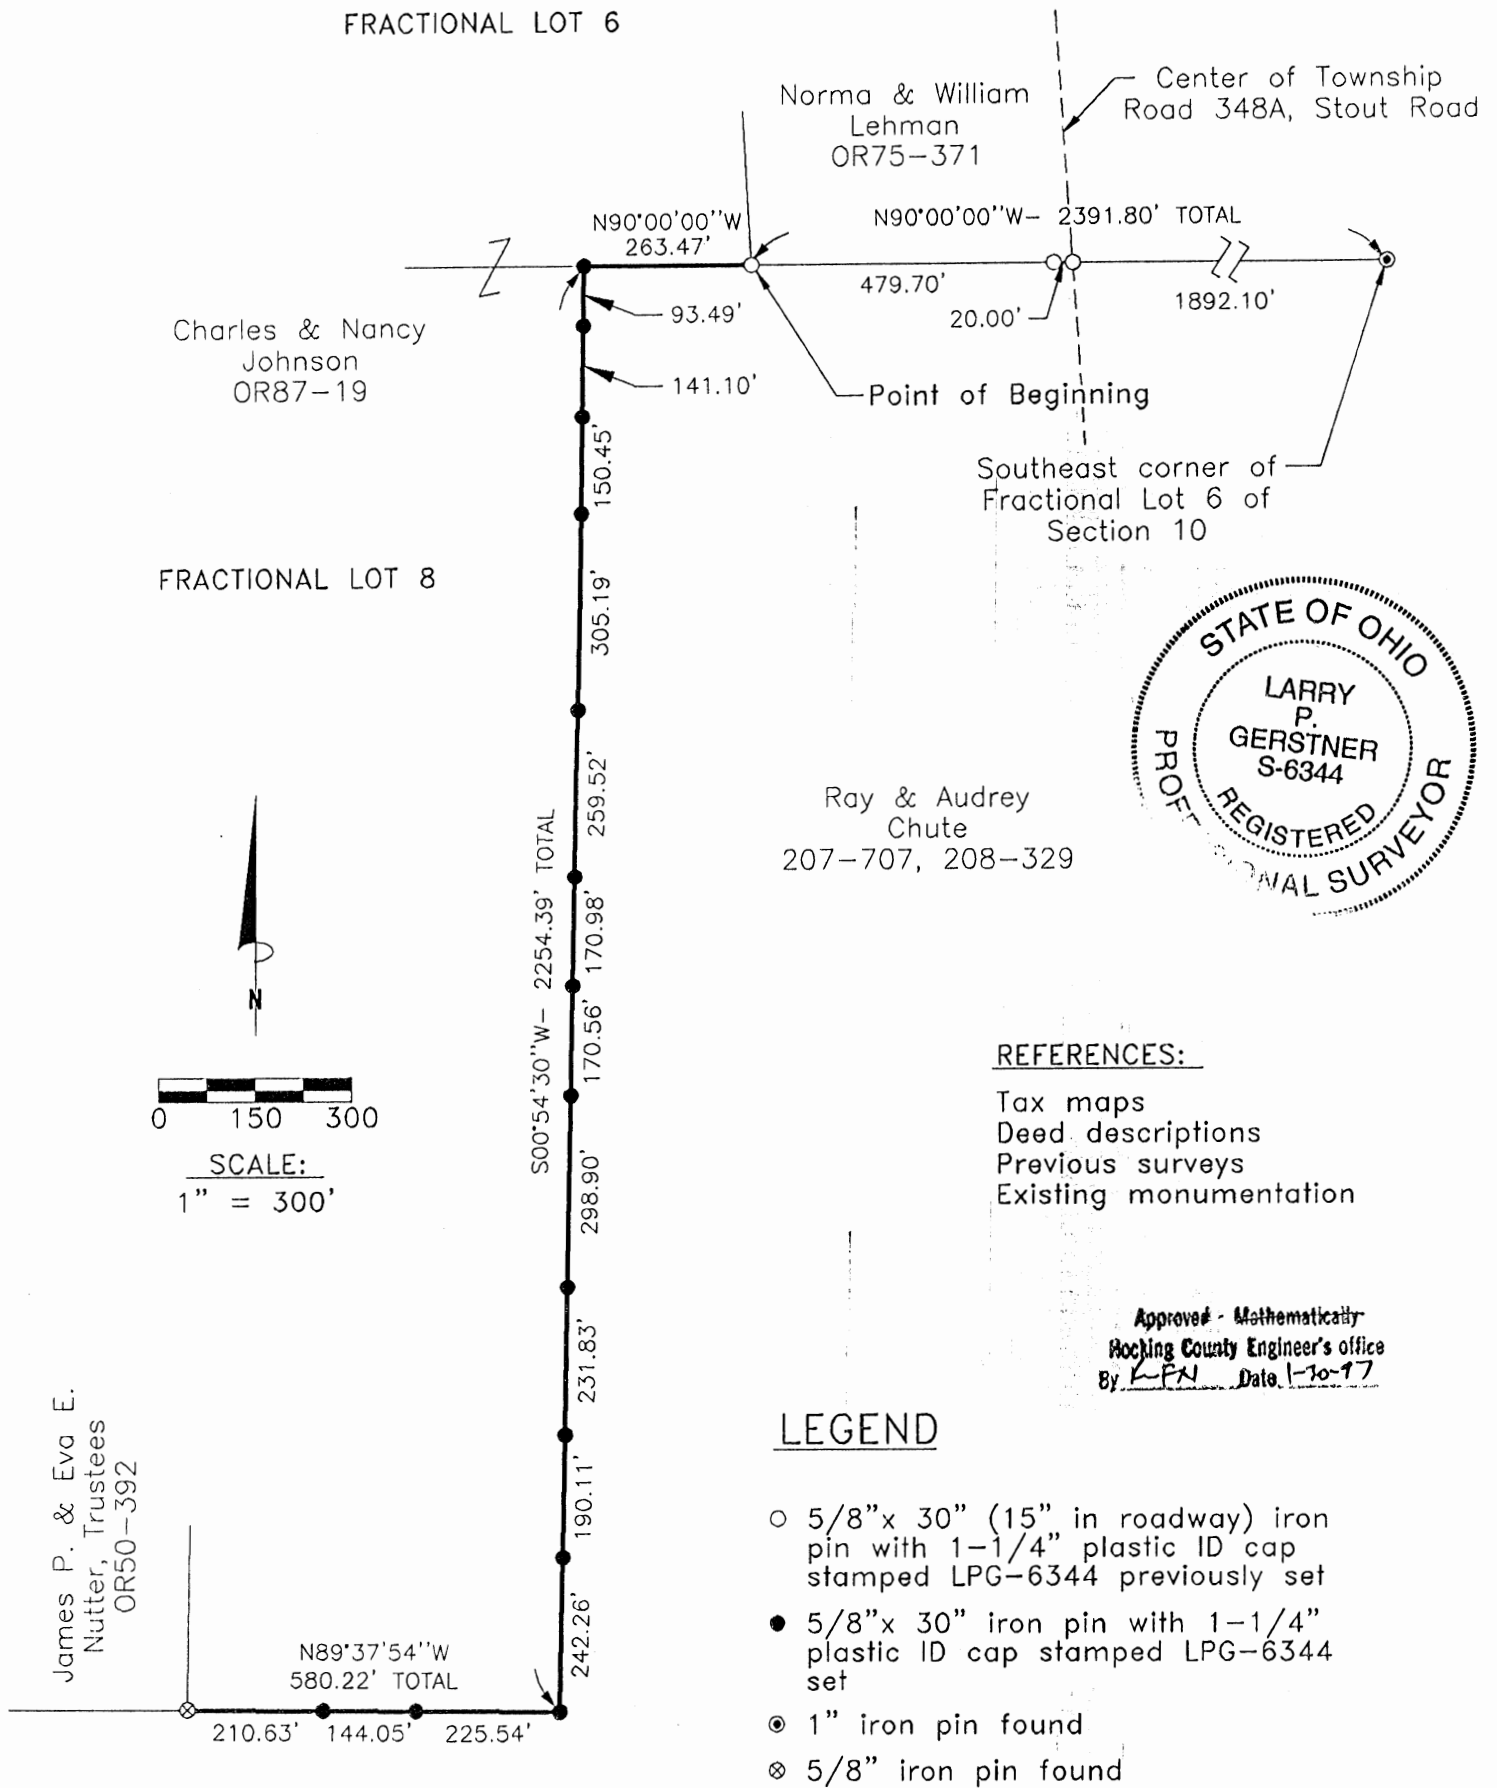 FRACTIONAL LOT 6
Norma & William
Lehman
OR75-371
Center of Township
Road 348A, Stout Road
N90°00'00"W
263.47'
N90°00'00"W- 2391.80' TOTAL
479.70'
20.00'
1892.10'
Charles & Nancy
Johnson
OR87-19
93.49'
141.10'
Point of Beginning
Southeast corner of
Fractional Lot 6 of
Section 10
150.45'
FRACTIONAL LOT 8
305.19'
STATE OF OHIO
LARRY
P.
GERSTNER
S-6344
REGISTERED
SURVEYOR
259.52'
Ray & Audrey
Chute
207-707, 208-329
S00°54'30"W- 2254.39' TOTAL
170.98'
170.56'
N
0 150 300
SCALE:
1" = 300'
REFERENCES:
Tax maps
Deed descriptions
Previous surveys
Existing monumentation
298.90'
231.83'
Approved - Mathematically
Hocking County Engineer's office
By Date 1-30-97
James P. & Eva E.
Nutter, Trustees
OR50-392
190.11'
242.26'
N89°37'54"W
580.22' TOTAL
210.63' 144.05' 225.54'
LEGEND
5/8"x 30" (15" in roadway) iron
pin with 1-1/4" plastic ID cap
stamped LPG-6344 previously set
5/8"x 30" iron pin with 1-1/4"
plastic ID cap stamped LPG-6344
set
1" iron pin found
5/8" iron pin found